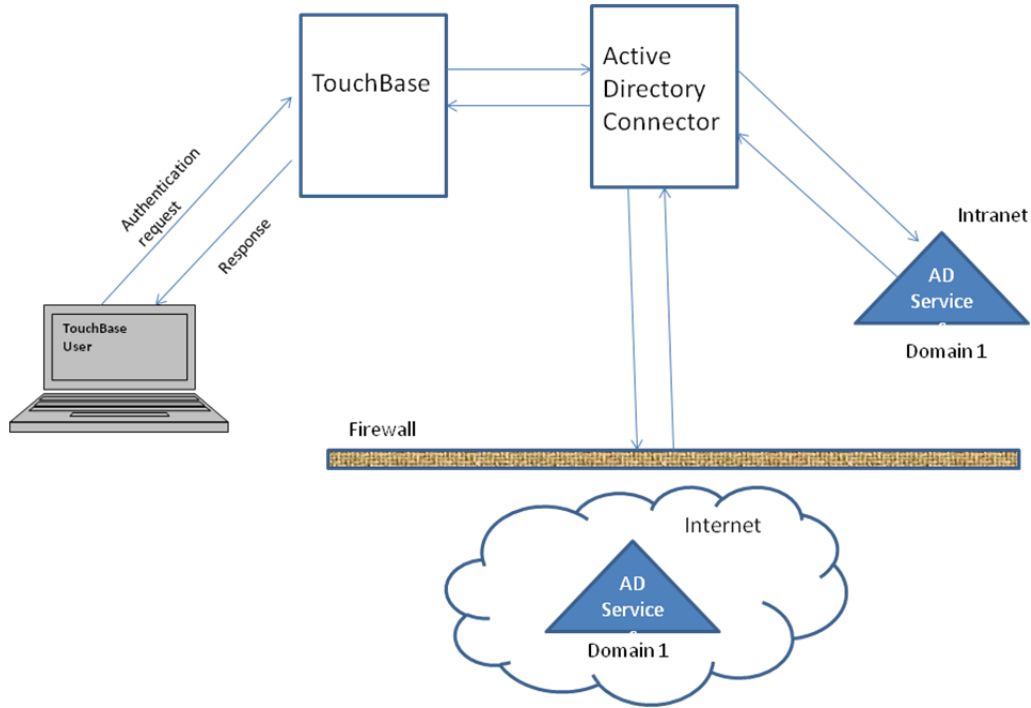 TouchBase
Active
Directory
Connector
Authentication
request
Response
TouchBase
User
Intranet
AD
Service
Domain 1
Firewall
Internet
AD
Service
Domain 1